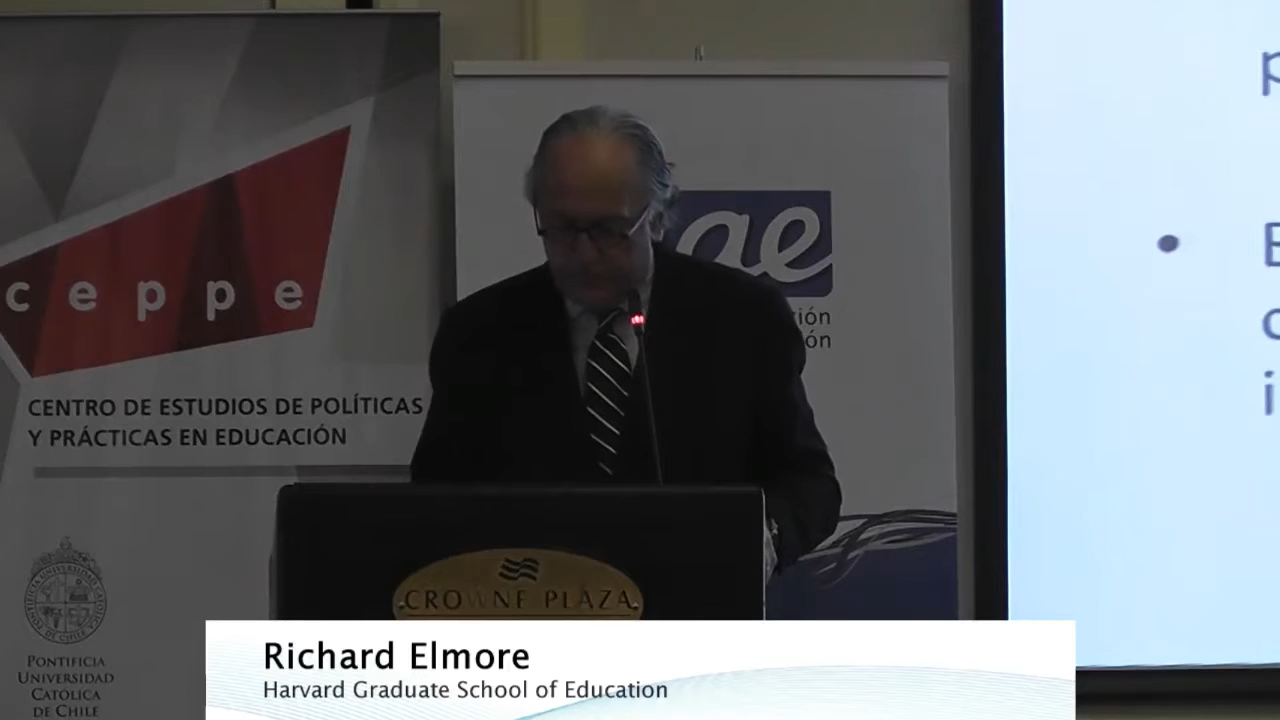 ceppe
CENTRO DE ESTUDIOS DE POLÍTICAS
Y PRÁCTICAS EN EDUCACIÓN
PONTIFICIA
UNIVERSIDAD
CATÓLICA
DE CHILE
ae
CROWNE PLAZA
Richard Elmore
Harvard Graduate School of Education